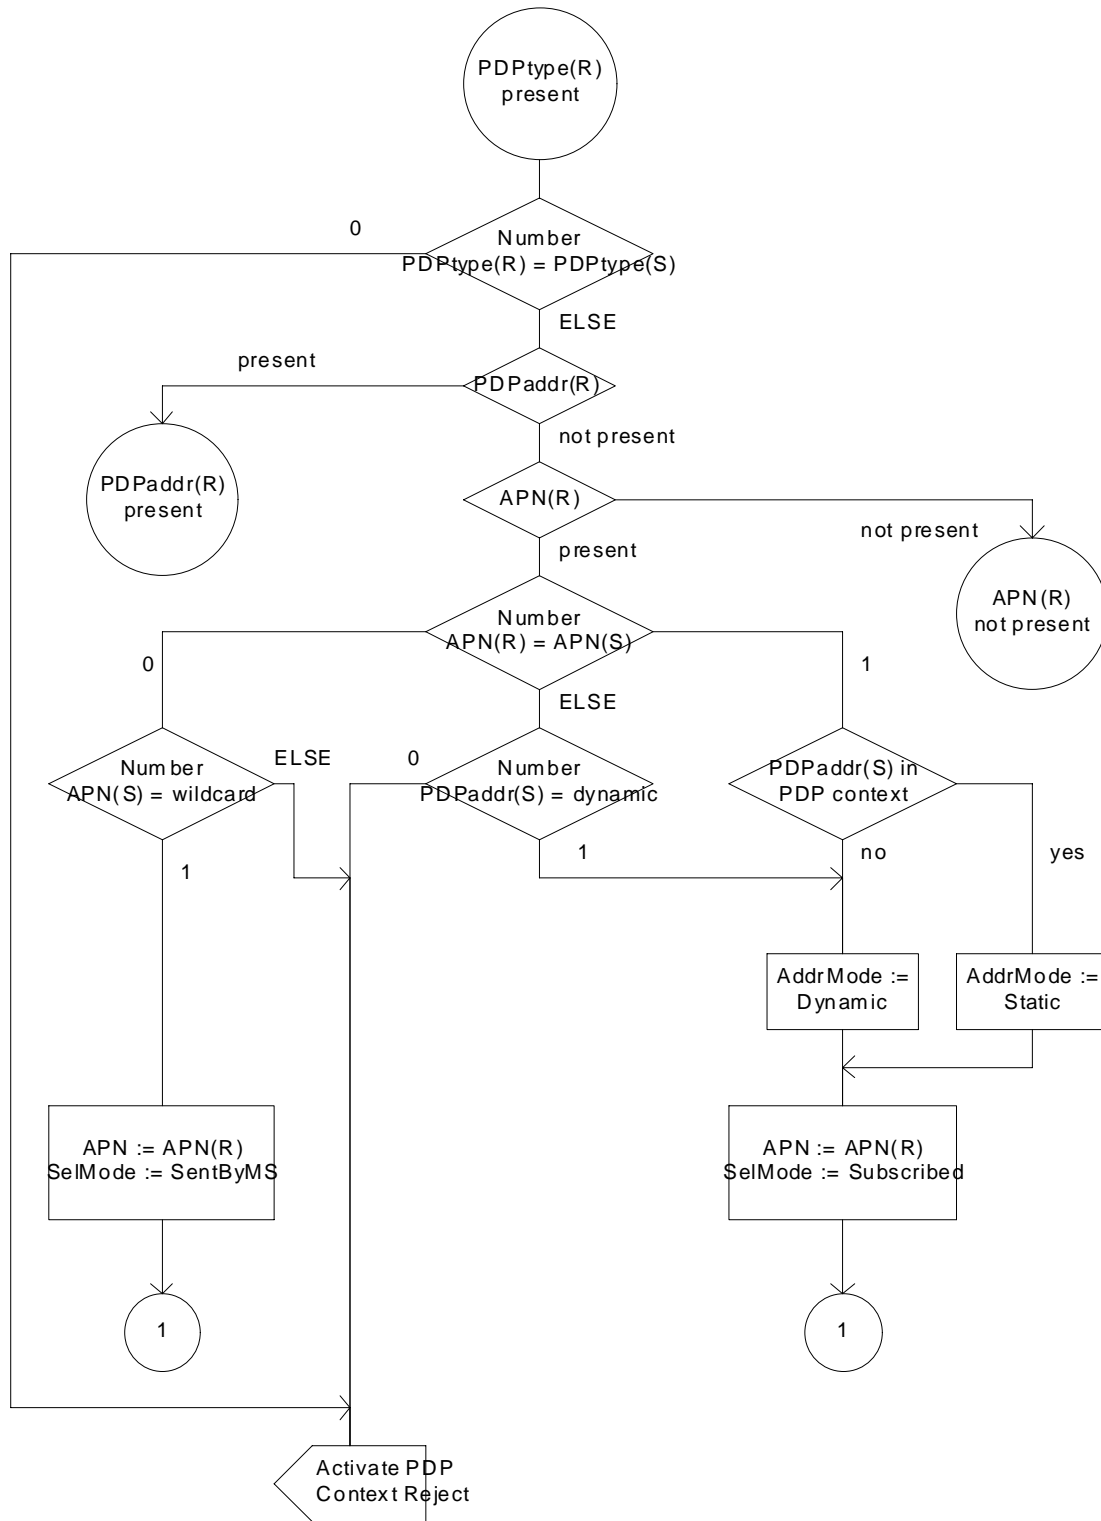 PDPtype(R)
present
0
Number
PDPtype(R) = PDPtype(S)
ELSE
present
PDPaddr(R)
not present
PDPaddr(R)
present
APN(R)
not present
present
APN(R)
not present
Number
APN(R) = APN(S)
0
1
ELSE
Number
APN(S) = wildcard
ELSE
0
Number
PDPaddr(S) = dynamic
PDPaddr(S) in
PDP context
1
1
no
yes
AddrMode :=
Dynamic
AddrMode :=
Static
APN := APN(R)
SelMode := SentByMS
APN := APN(R)
SelMode := Subscribed
1
1
Activate PDP
Context Reject